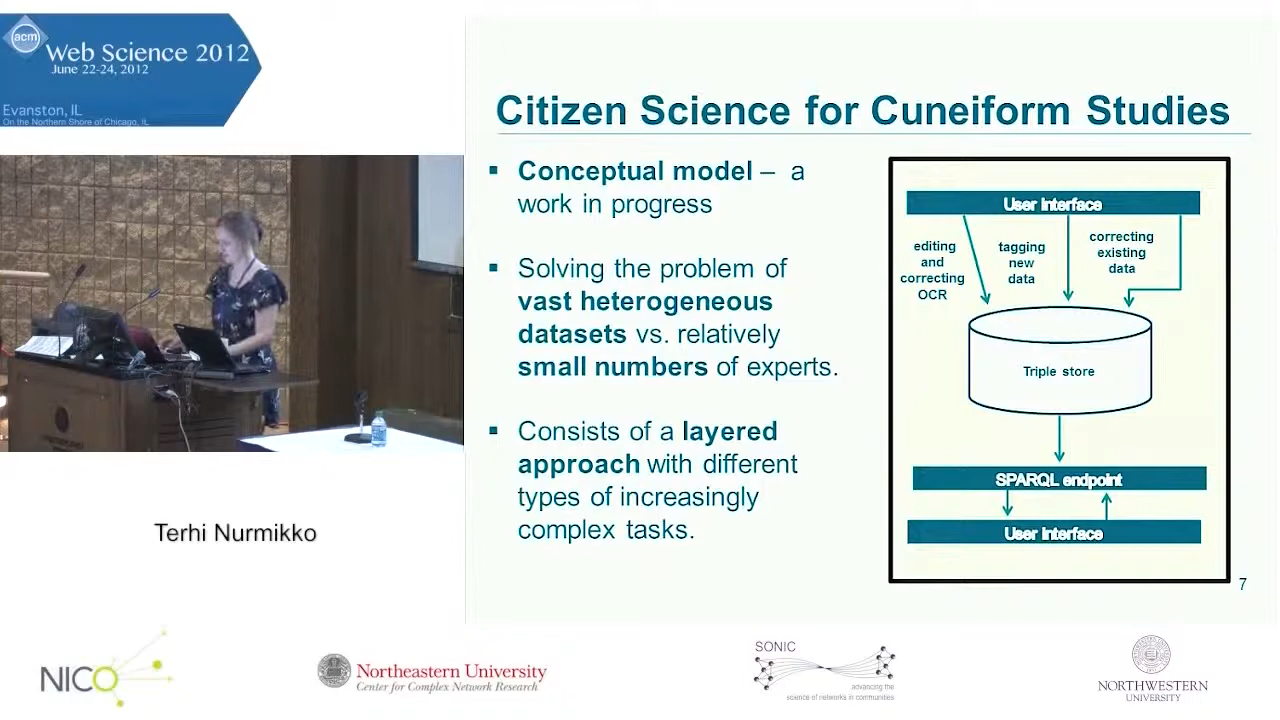 acm
Web Science 2012
June 22-24, 2012
Evanston, IL
On the Northern Shore of Chicago, IL
Terhi Nurmikko
Citizen Science for Cuneiform Studies
▪ Conceptual model – a
work in progress
▪ Solving the problem of
vast heterogeneous
datasets vs. relatively
small numbers of experts.
▪ Consists of a layered
approach with different
types of increasingly
complex tasks.
User Interface
editing
and
correcting
OCR
tagging
new
data
correcting
existing
data
Triple store
SPARQL endpoint
User Interface
7
NICO
Northeastern University
Center for Complex Network Research
SONIC
advancing the
science of networks in communities
NORTHWESTERN
UNIVERSITY